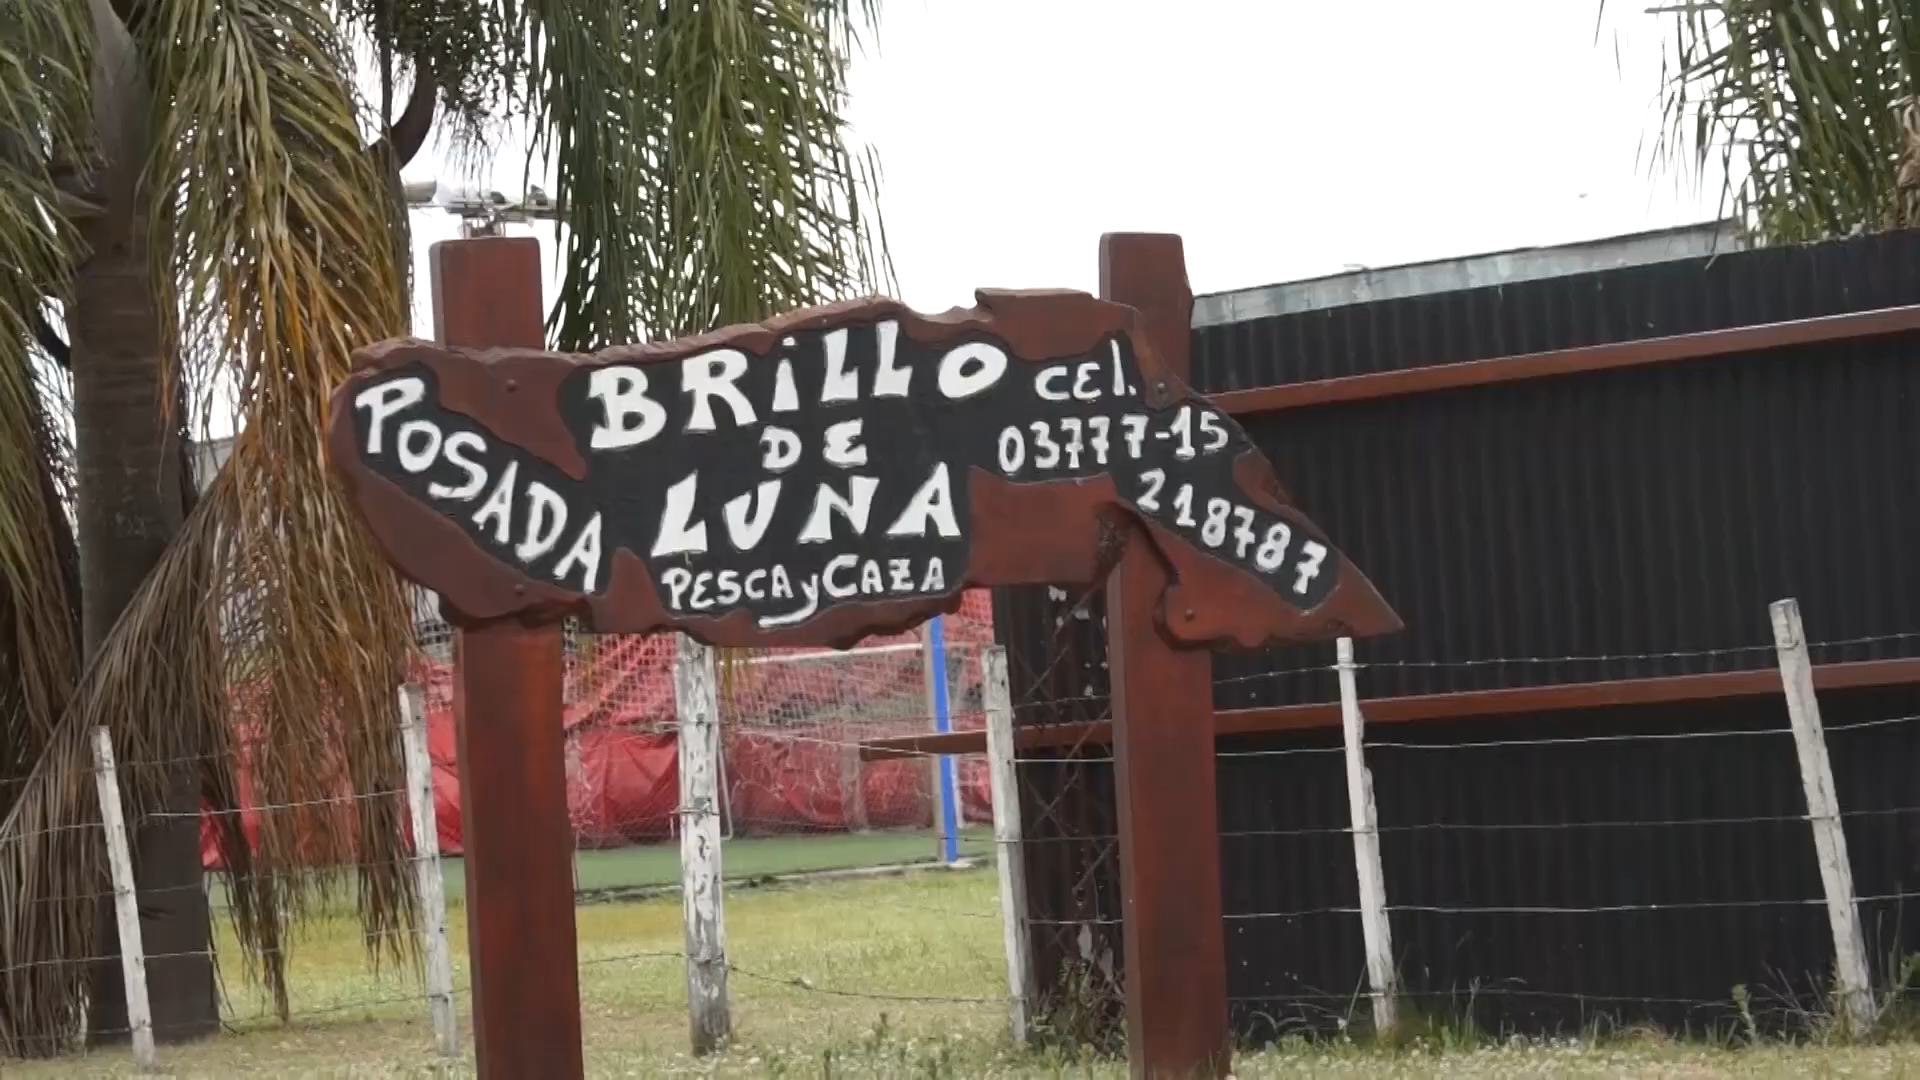 POSADA
BRiLLO
DE
LUNA
PESCA y CAZA
CEl.
03777-15
218787